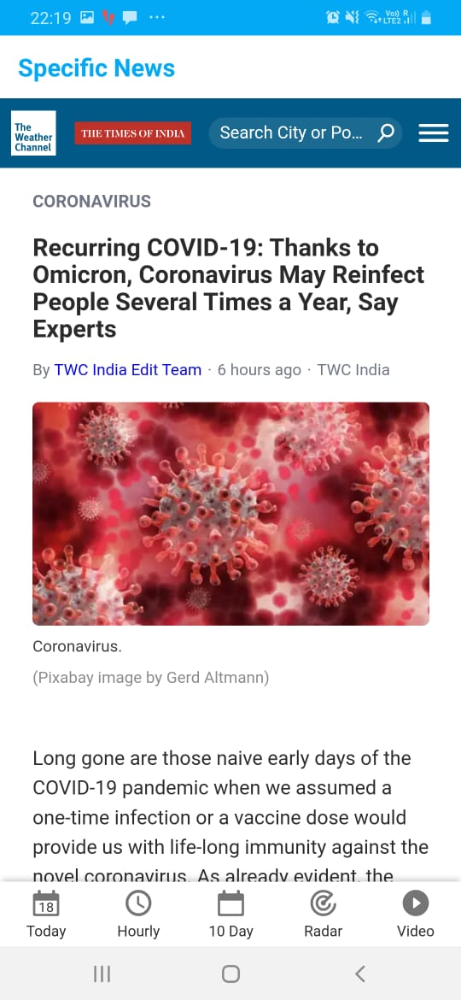 22:19
Vo)) R
LTE2
Specific News
The
Weather
Channel
THE TIMES OF INDIA
Search City or Po...
CORONAVIRUS
Recurring COVID-19: Thanks to
Omicron, Coronavirus May Reinfect
People Several Times a Year, Say
Experts
By TWC India Edit Team · 6 hours ago · TWC India
Coronavirus.
(Pixabay image by Gerd Altmann)
Long gone are those naive early days of the
COVID-19 pandemic when we assumed a
one-time infection or a vaccine dose would
provide us with life-long immunity against the
novel coronavirus. As already evident, the
18
Today
Hourly
10 Day
Radar
Video